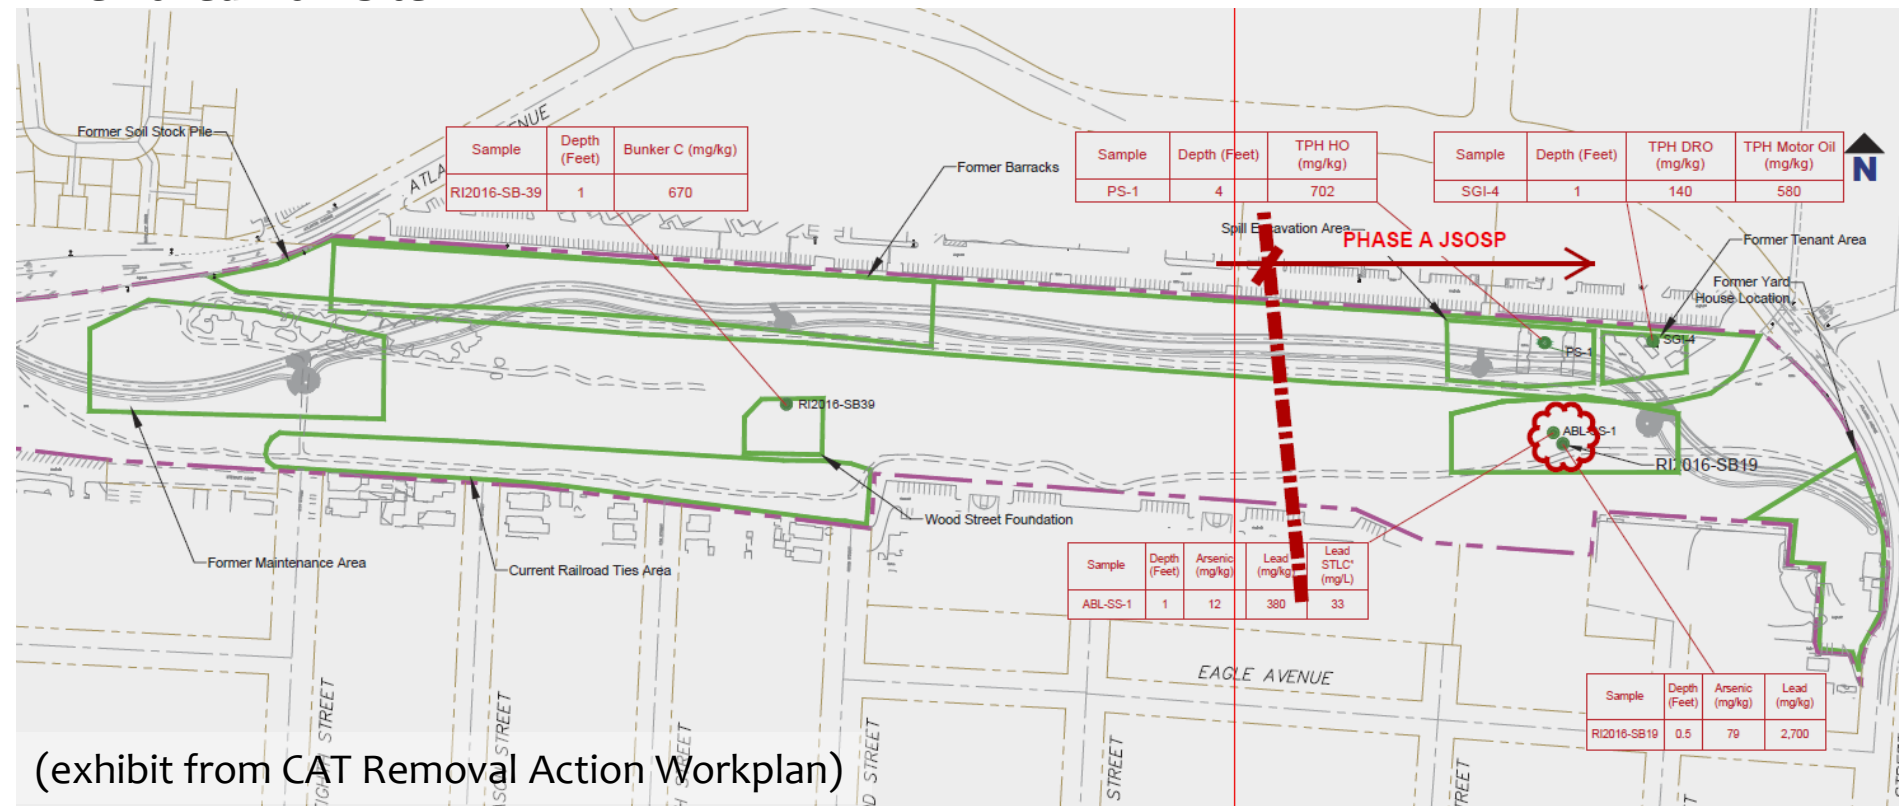 Former Soil Stock Pile
ATLA
NUE
Sample
Depth
(Feet)
Bunker C (mg/kg)
RI2016-SB-39
1
670
Former Barracks
Sample
Depth (Feet)
TPH HO
(mg/kg)
PS-1
4
702
Sample
Depth (Feet)
TPH DRO
(mg/kg)
TPH Motor Oil
(mg/kg)
SGI-4
1
140
580
N
PHASE A JSOSP
Former Tenant Area
Former Yard
House Location
PS-1
SGI-4
RI2016-SB39
ABL-SS-1
RI2016-SB19
Wood Street Foundation
Former Maintenance Area
Current Railroad Ties Area
Sample
Depth
(Feet)
Arsenic
(mg/kg)
Lead
(mg/kg)
Lead
STLC*
(mg/L)
ABL-SS-1
1
12
380
33
EAGLE AVENUE
Sample
Depth
(Feet)
Arsenic
(mg/kg)
Lead
(mg/kg)
RI2016-SB19
0.5
79
2,700
IGHTH STREET
SON STREET
H STREET
D STREET
STREET
REET
(exhibit from CAT Removal Action Workplan)